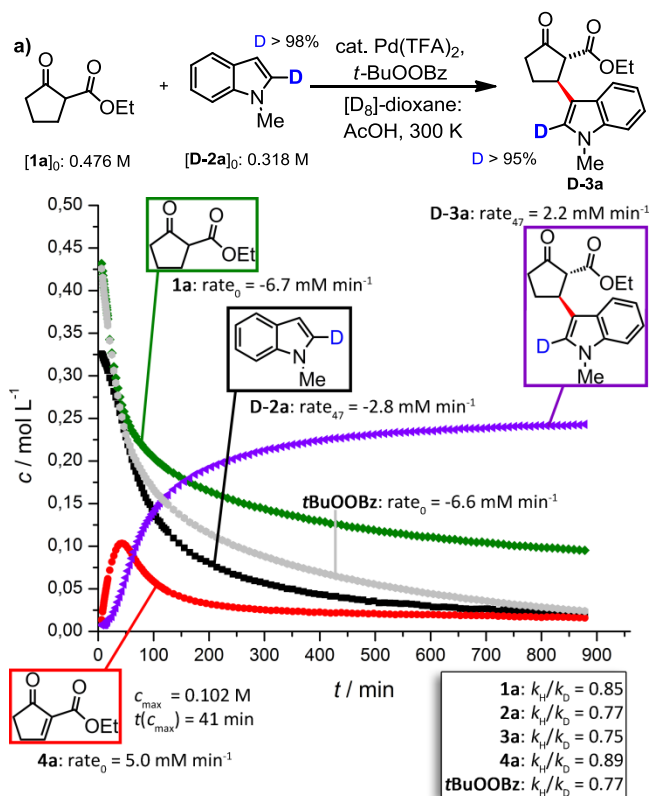 a)
D > 98%
cat. Pd(TFA)2,
t-BuOOBz
[D8]-dioxane:
AcOH, 300 K
O O
OEt
+
D
N
Me
O
O
OEt
D
N
Me
D > 95%
D-3a
[1a]0: 0.476 M
[D-2a]0: 0.318 M
D-3a: rate47 = 2.2 mM min-1
O O
OEt
1a: rate0 = -6.7 mM min-1
D
N
Me
D-2a: rate47 = -2.8 mM min-1
O
O
OEt
D
N
Me
tBuOOBz: rate0 = -6.6 mM min-1
0,50
0,45
0,40
0,35
0,30
0,25
0,20
0,15
0,10
0,05
0,00
c / mol L-1
0 100 200 300 400 500 600 700 800 900
t / min
O O
OEt
cmax = 0.102 M
t(cmax) = 41 min
4a: rate0 = 5.0 mM min-1
1a: kH/kD = 0.85
2a: kH/kD = 0.77
3a: kH/kD = 0.75
4a: kH/kD = 0.89
tBuOOBz: kH/kD = 0.77